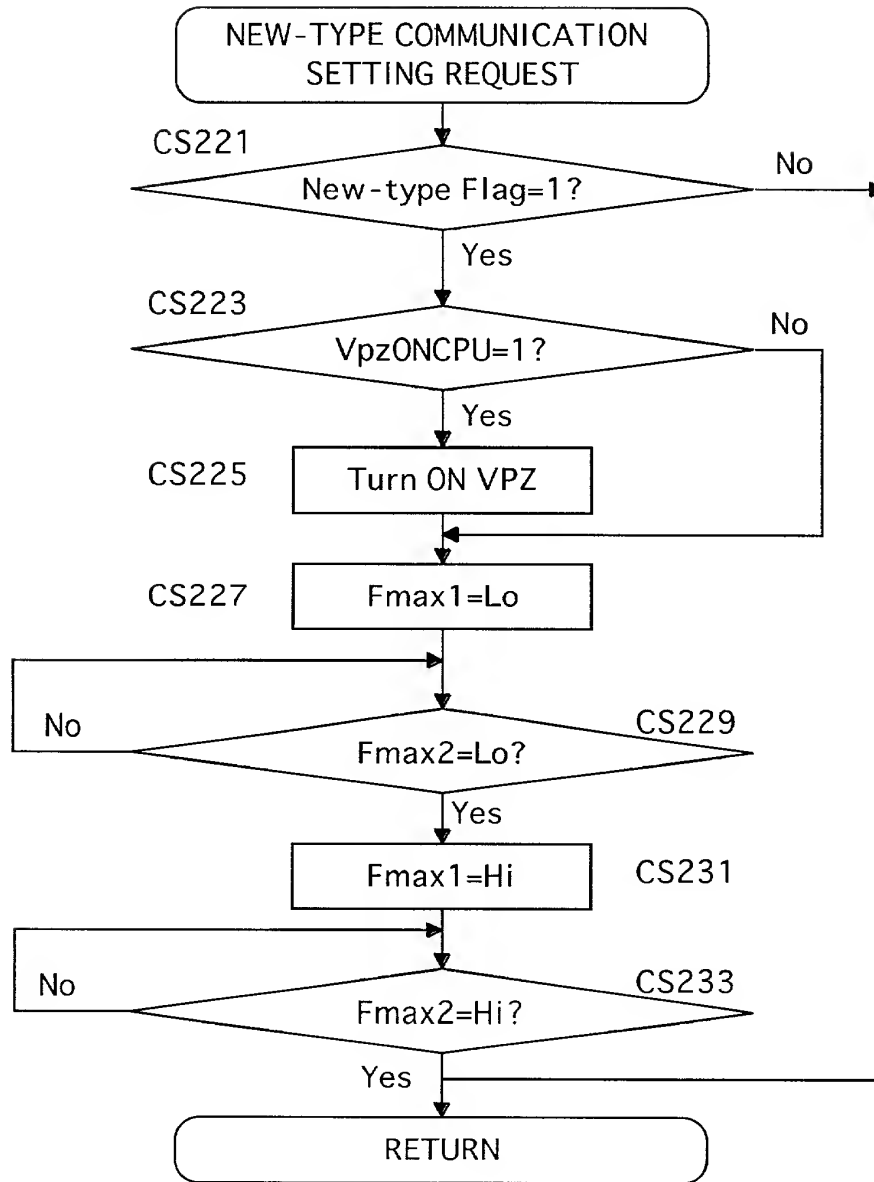 NEW-TYPE COMMUNICATION
SETTING REQUEST
CS221
New-type Flag=1?
No
Yes
CS223
VpzONCPU=1?
No
Yes
CS225
Turn ON VPZ
CS227
Fmax1=Lo
No
Fmax2=Lo?
CS229
Yes
Fmax1=Hi
CS231
No
Fmax2=Hi?
CS233
Yes
RETURN